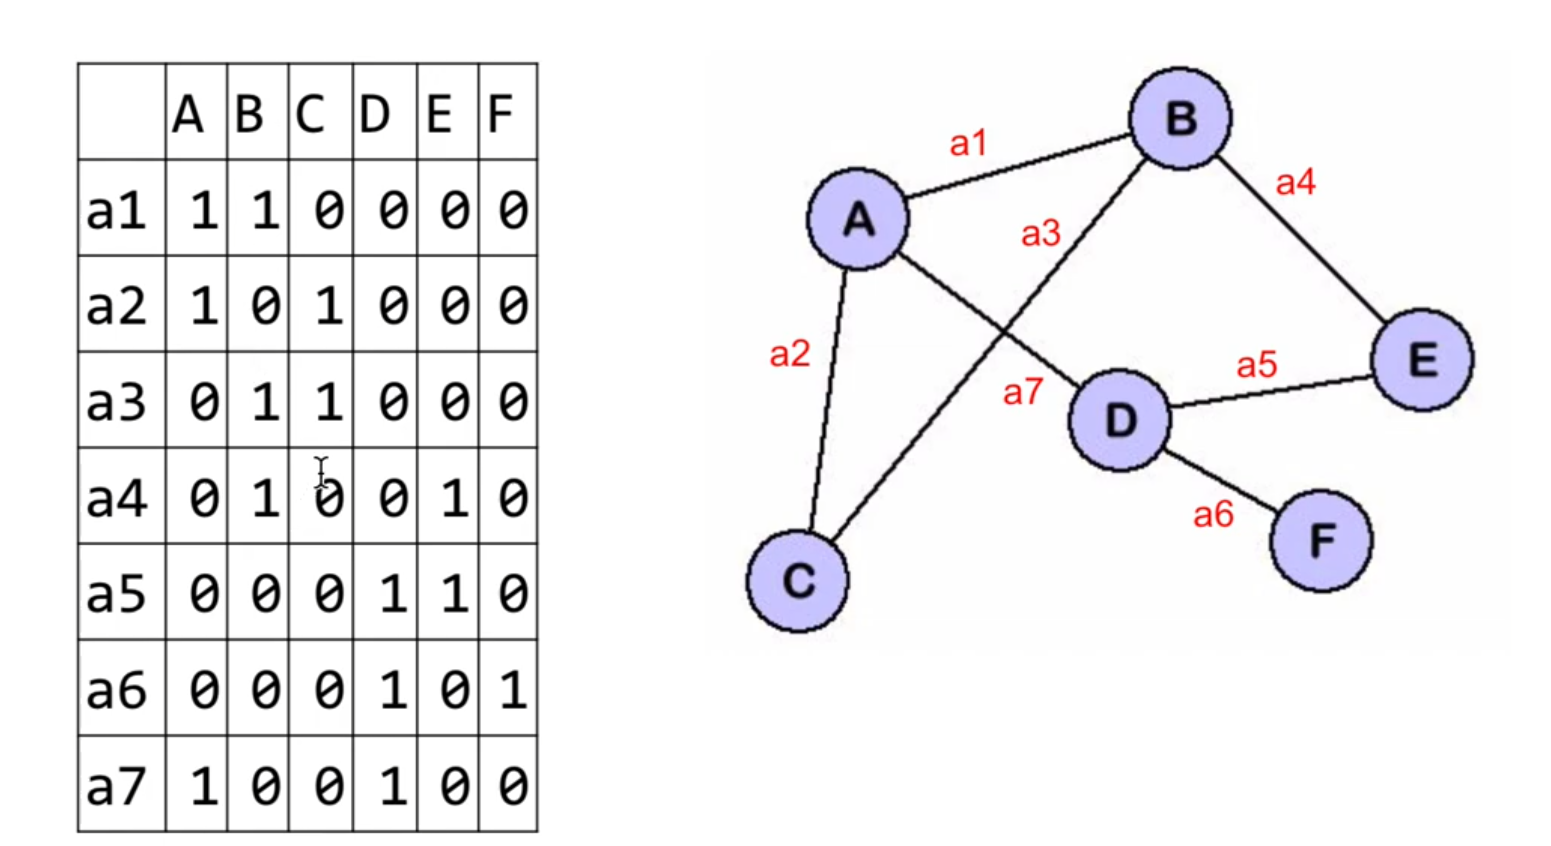 A B C D E F
a1 1 1 0 0 0 0
a2 1 0 1 0 0 0
a3 0 1 1 0 0 0
a4 0 1 0 0 1 0
a5 0 0 0 1 1 0
a6 0 0 0 1 0 1
a7 1 0 0 1 0 0
B
a1
a4
A
a3
a2
E
a5
a7
D
a6
F
C